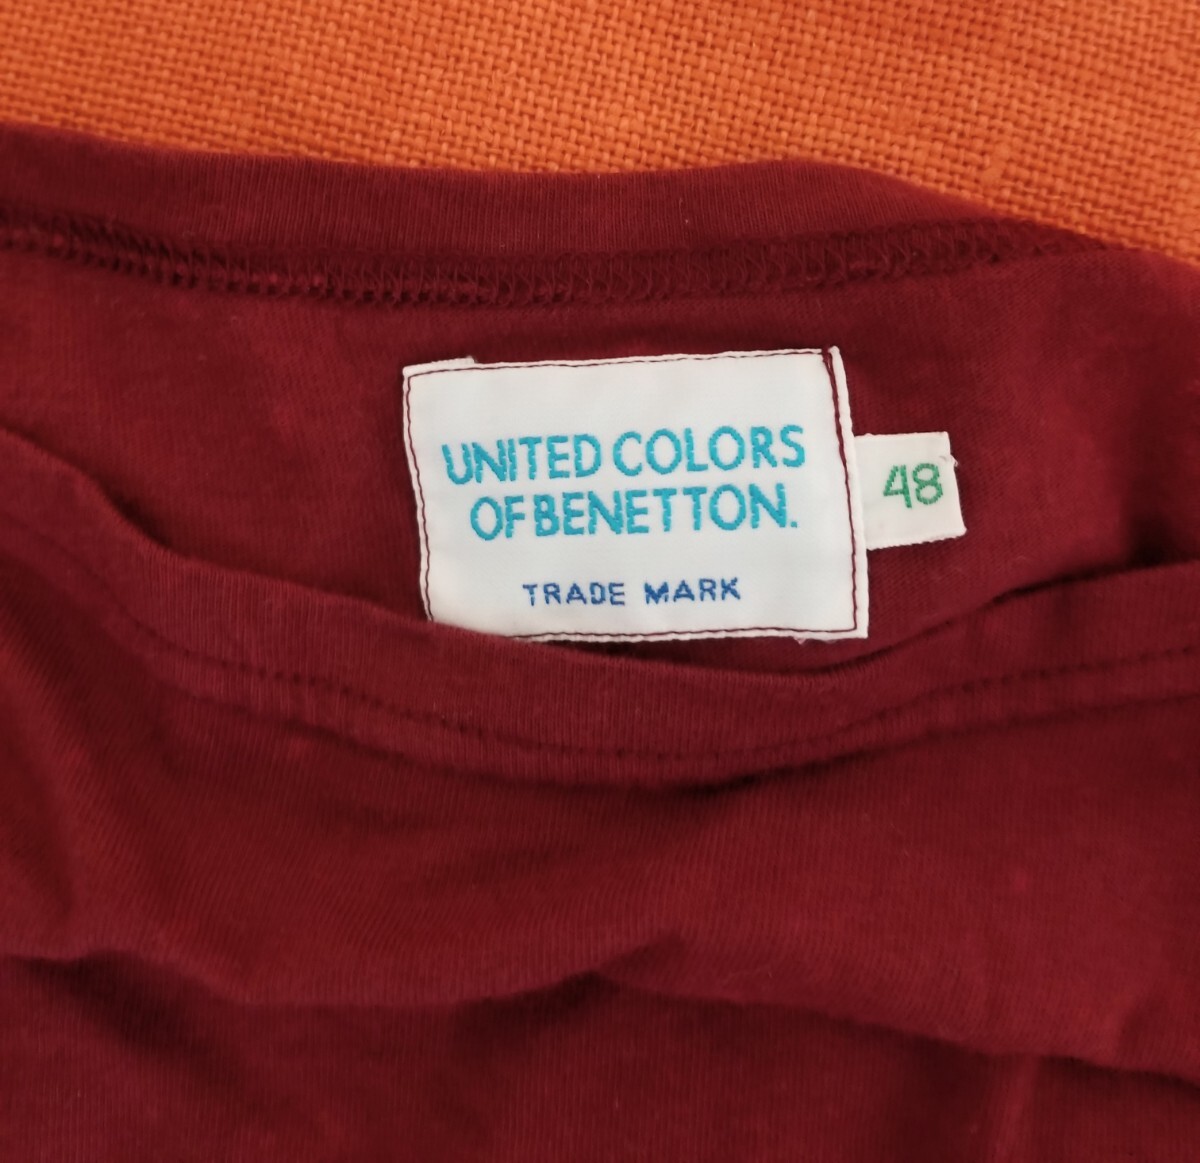 UNITED COLORS
OF BENETTON.
TRADE MARK
48